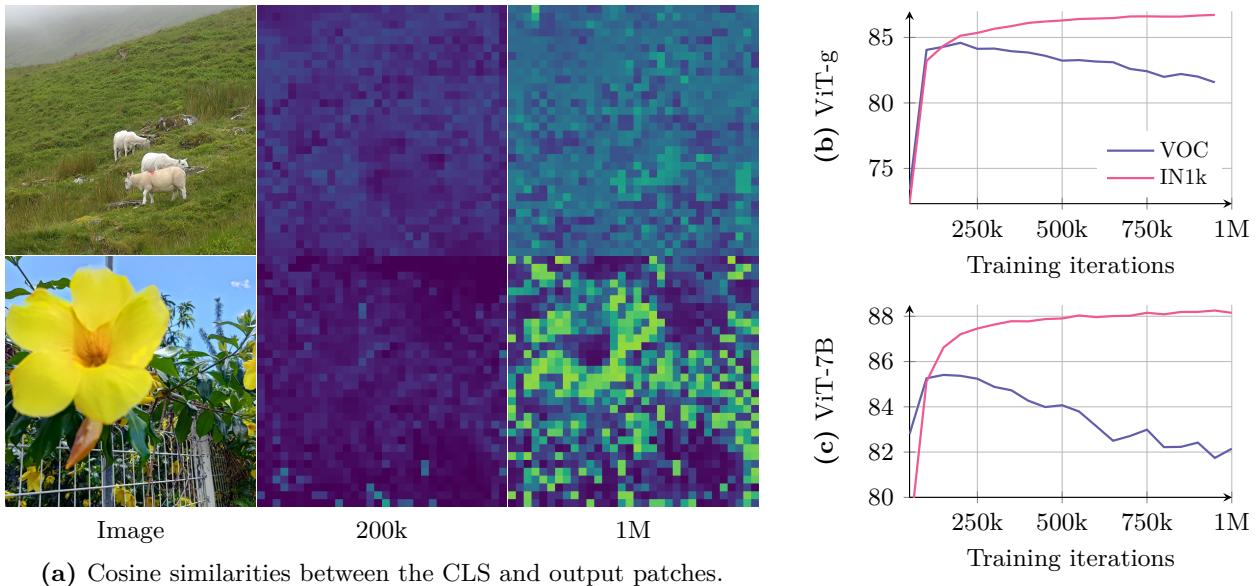 Image
200k
1M
(a) Cosine similarities between the CLS and output patches.
85
80
75
(b) ViT-g
VOC
IN1k
250k 500k 750k 1M
Training iterations
88
86
84
82
80
(c) ViT-7B
250k 500k 750k 1M
Training iterations